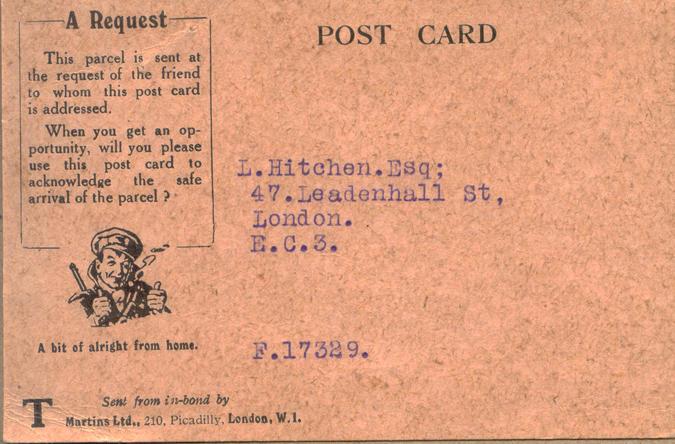 A Request
This parcel is sent at
the request of the friend
to whom this post card
is addressed.
When you get an op-
portunity, will you please
use this post card to
acknowledge the safe
arrival of the parcel ?
A bit of alright from home.
T
Sent from in-bond by
Martins Ltd., 210, Picadilly, London, W.1.
POST CARD
L.Hitchen.Esq;
47.Leadenhall St,
London.
E.C.3.
F.17329.